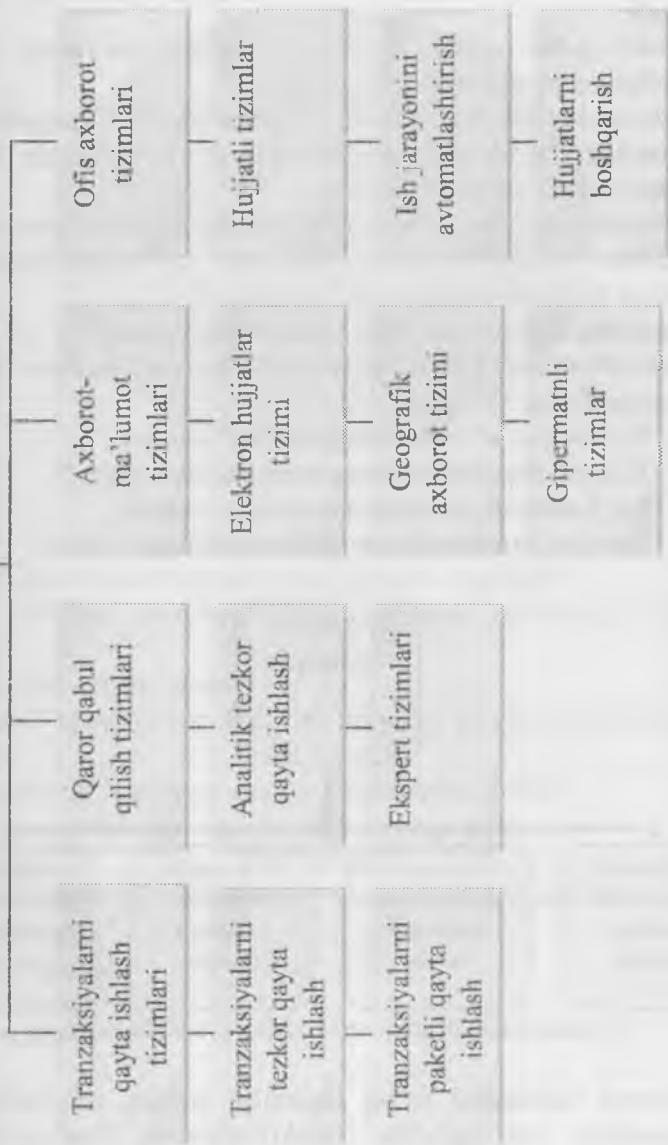 Tranzaksiyalarni
qayta ishlash
tizimlari
Tranzaksiyalarni
tezkor qayta
ishlash
Tranzaksiyalarni
paketli qayta
ishlash
Qaror qabul
qilish tizimlari
Analitik tezkor
qayta ishlash
Ekspert tizimlari
Axborot-
ma’lumot
tizimlari
Elektron hujjatlar
tizimi
Geografik
axborot tizimi
Gipermatnli
tizimlar
Ofis axborot
tizimlari
Hujjatli tizimlar
Ish jarayonini
avtomatlashtirish
Hujjatlarni
boshqarish